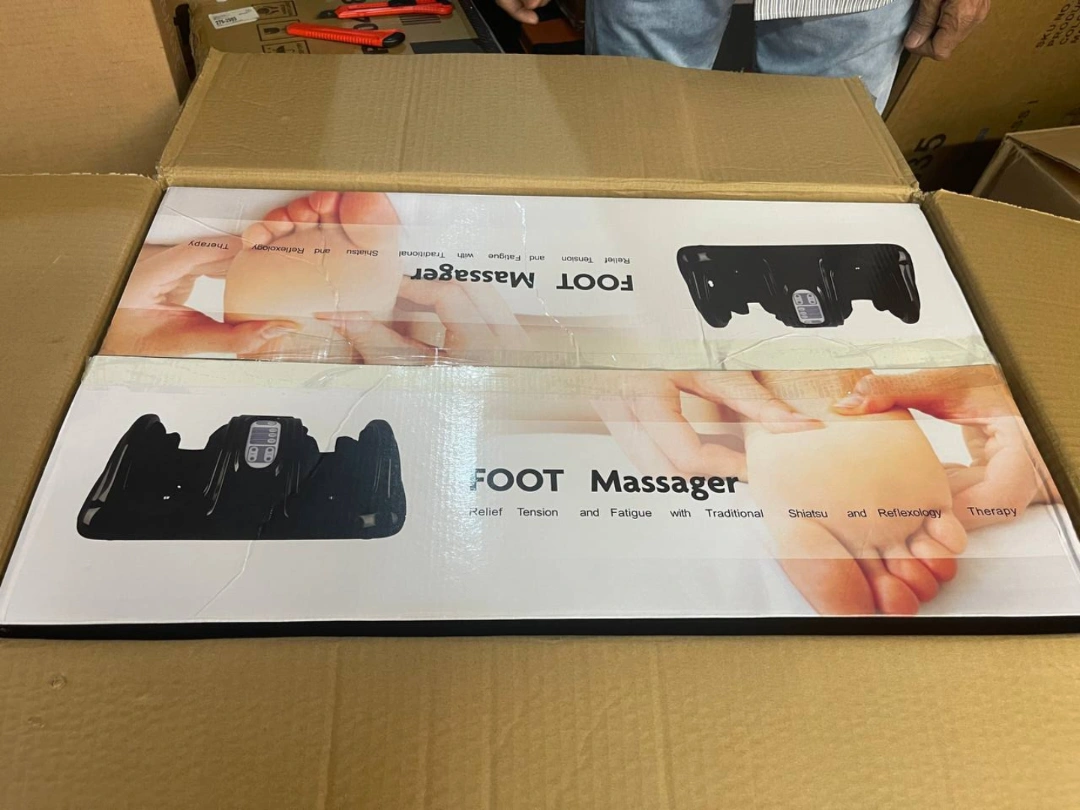 FOOT Massager
Relief Tension and Fatigue with Traditional Shiatsu and Reflexology Therapy
FOOT Massager
Relief Tension and Fatigue with Traditional Shiatsu and Reflexology Therapy